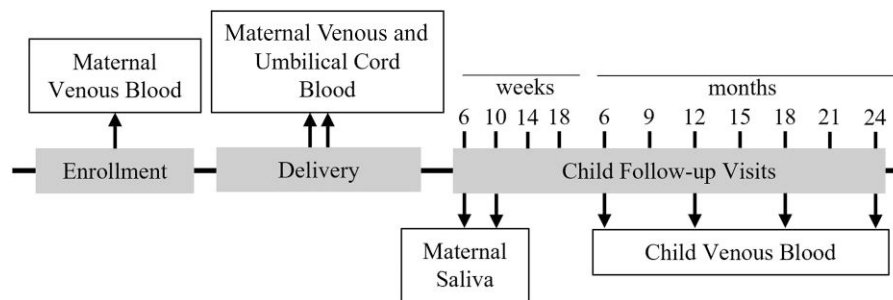 Maternal
Venous Blood
Maternal Venous and
Umbilical Cord
Blood
weeks
months
6 10 14 18 6 9 12 15 18 21 24
Enrollment
Delivery
Child Follow-up Visits
Maternal
Saliva
Child Venous Blood